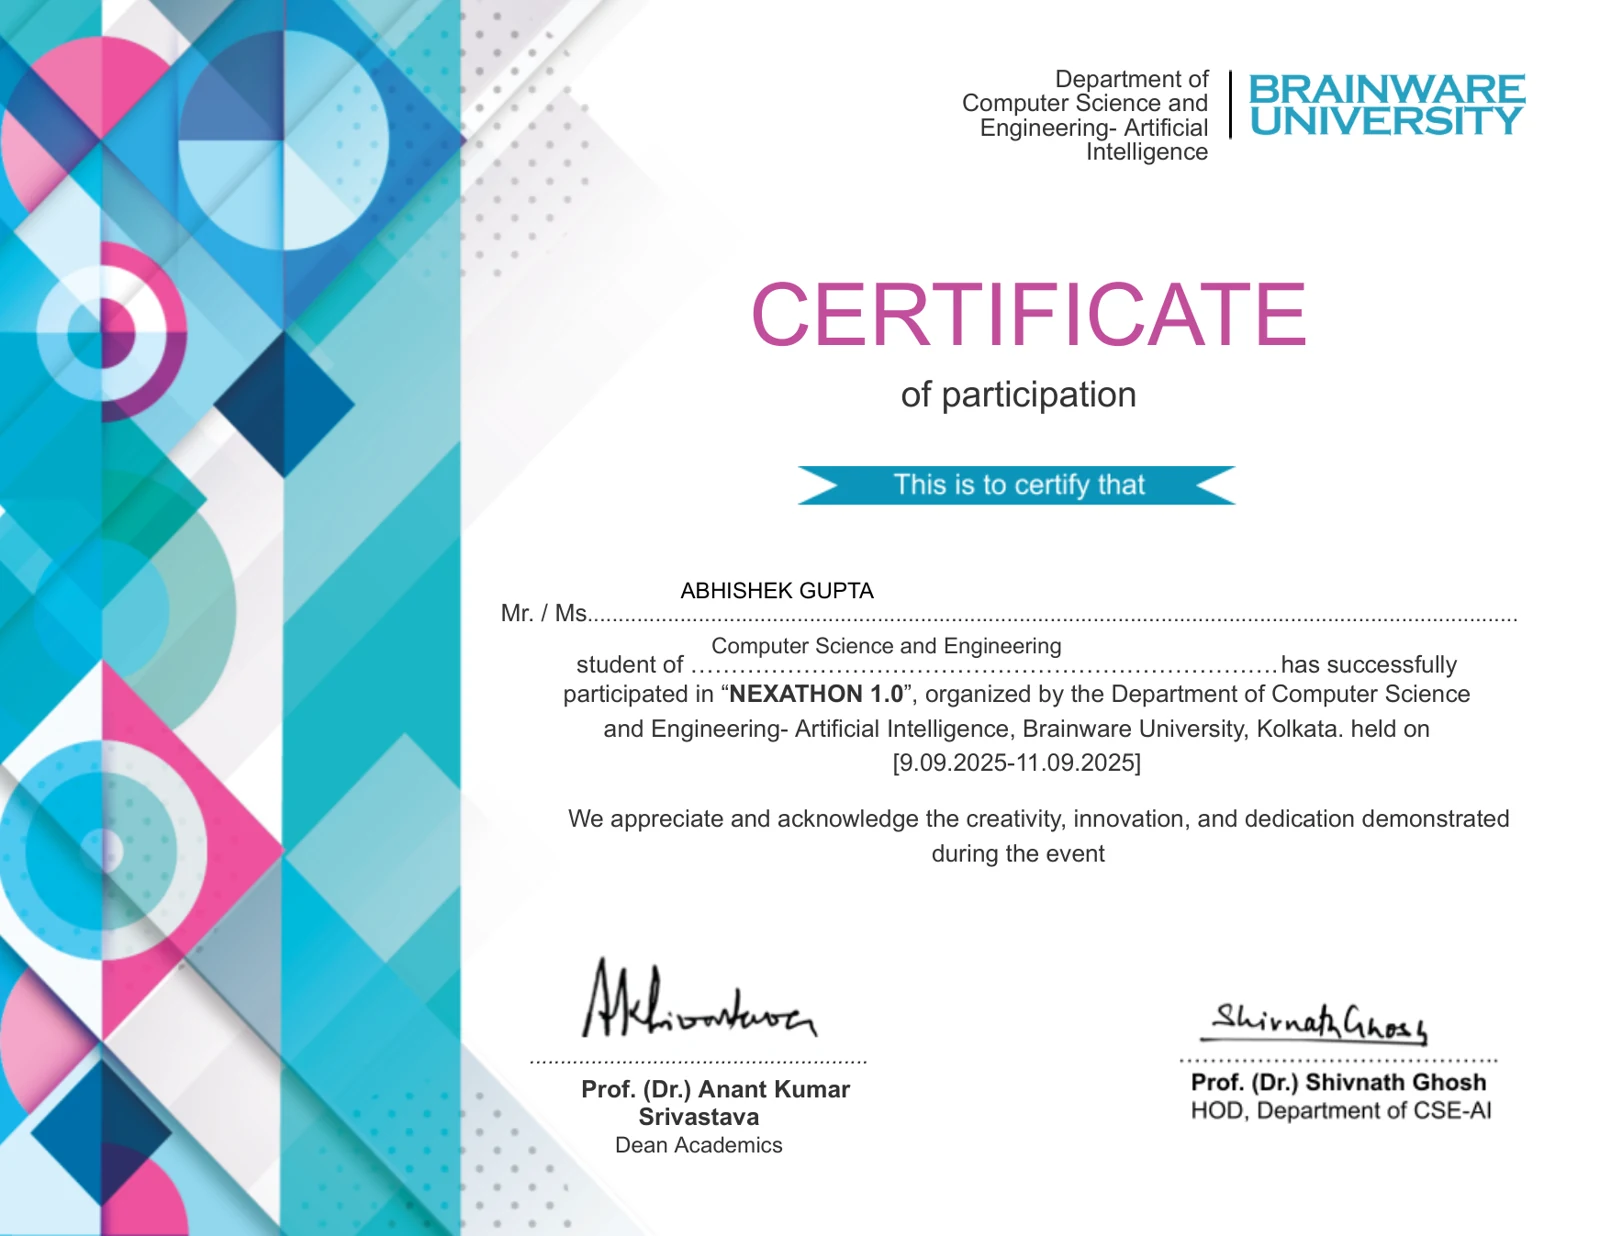 Department of
Computer Science and
Engineering- Artificial
Intelligence
BRAINWARE
UNIVERSITY
CERTIFICATE
of participation
This is to certify that
ABHISHEK GUPTA
Mr. / Ms.......................................................................................................................................................
Computer Science and Engineering
student of ........................................................................has successfully
participated in “NEXATHON 1.0”, organized by the Department of Computer Science
and Engineering- Artificial Intelligence, Brainware University, Kolkata. held on
[9.09.2025-11.09.2025]
We appreciate and acknowledge the creativity, innovation, and dedication demonstrated
during the event
Shivnath Ghosh
Prof. (Dr.) Anant Kumar
Srivastava
Dean Academics
Prof. (Dr.) Shivnath Ghosh
HOD, Department of CSE-AI